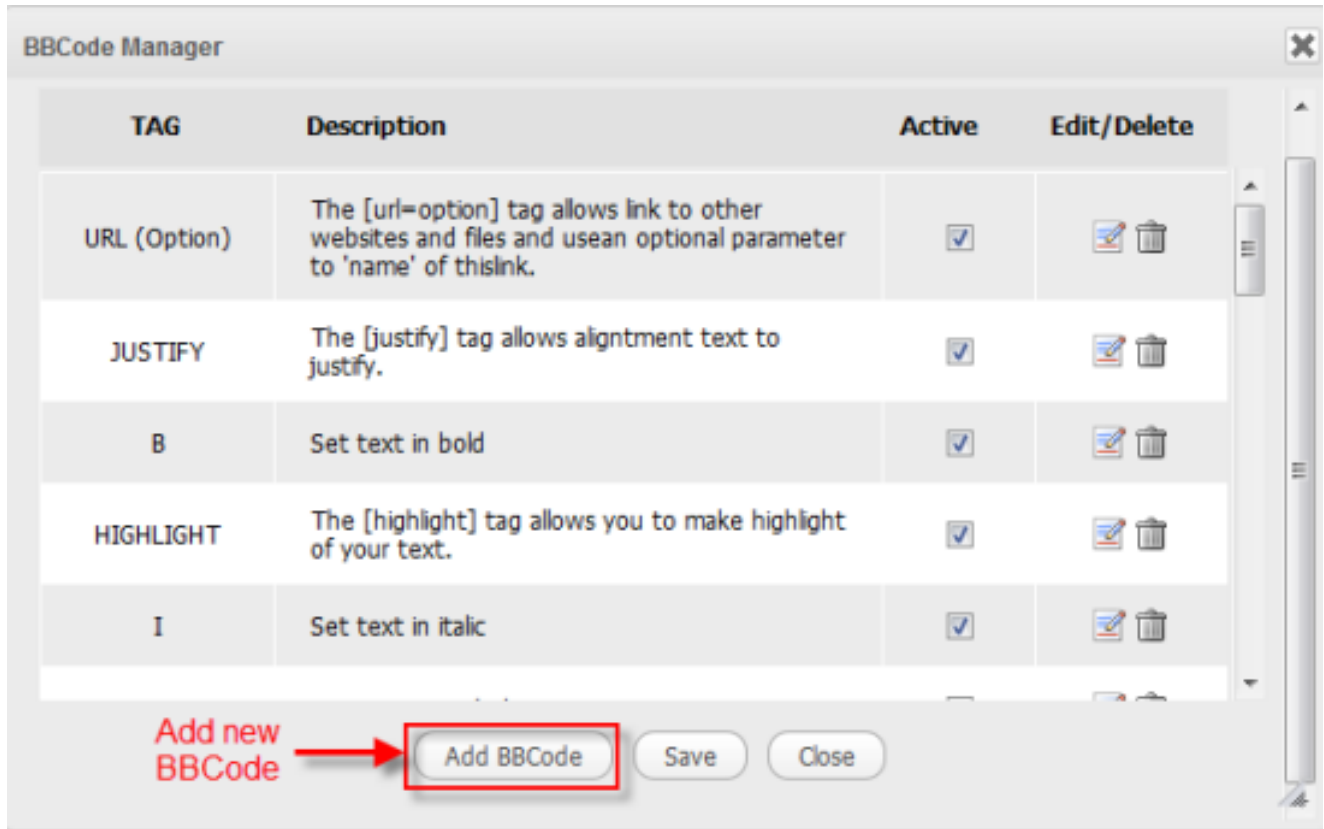 BBCode Manager
TAG Description Active Edit/Delete
URL (Option)
The [url=option] tag allows link to other
websites and files and usean optional parameter
to 'name' of thislink.
JUSTIFY
The [justify] tag allows aligntment text to
justify.
B
Set text in bold
HIGHLIGHT
The [highlight] tag allows you to make highlight
of your text.
I
Set text in italic
Add new
BBCode
Add BBCode Save Close